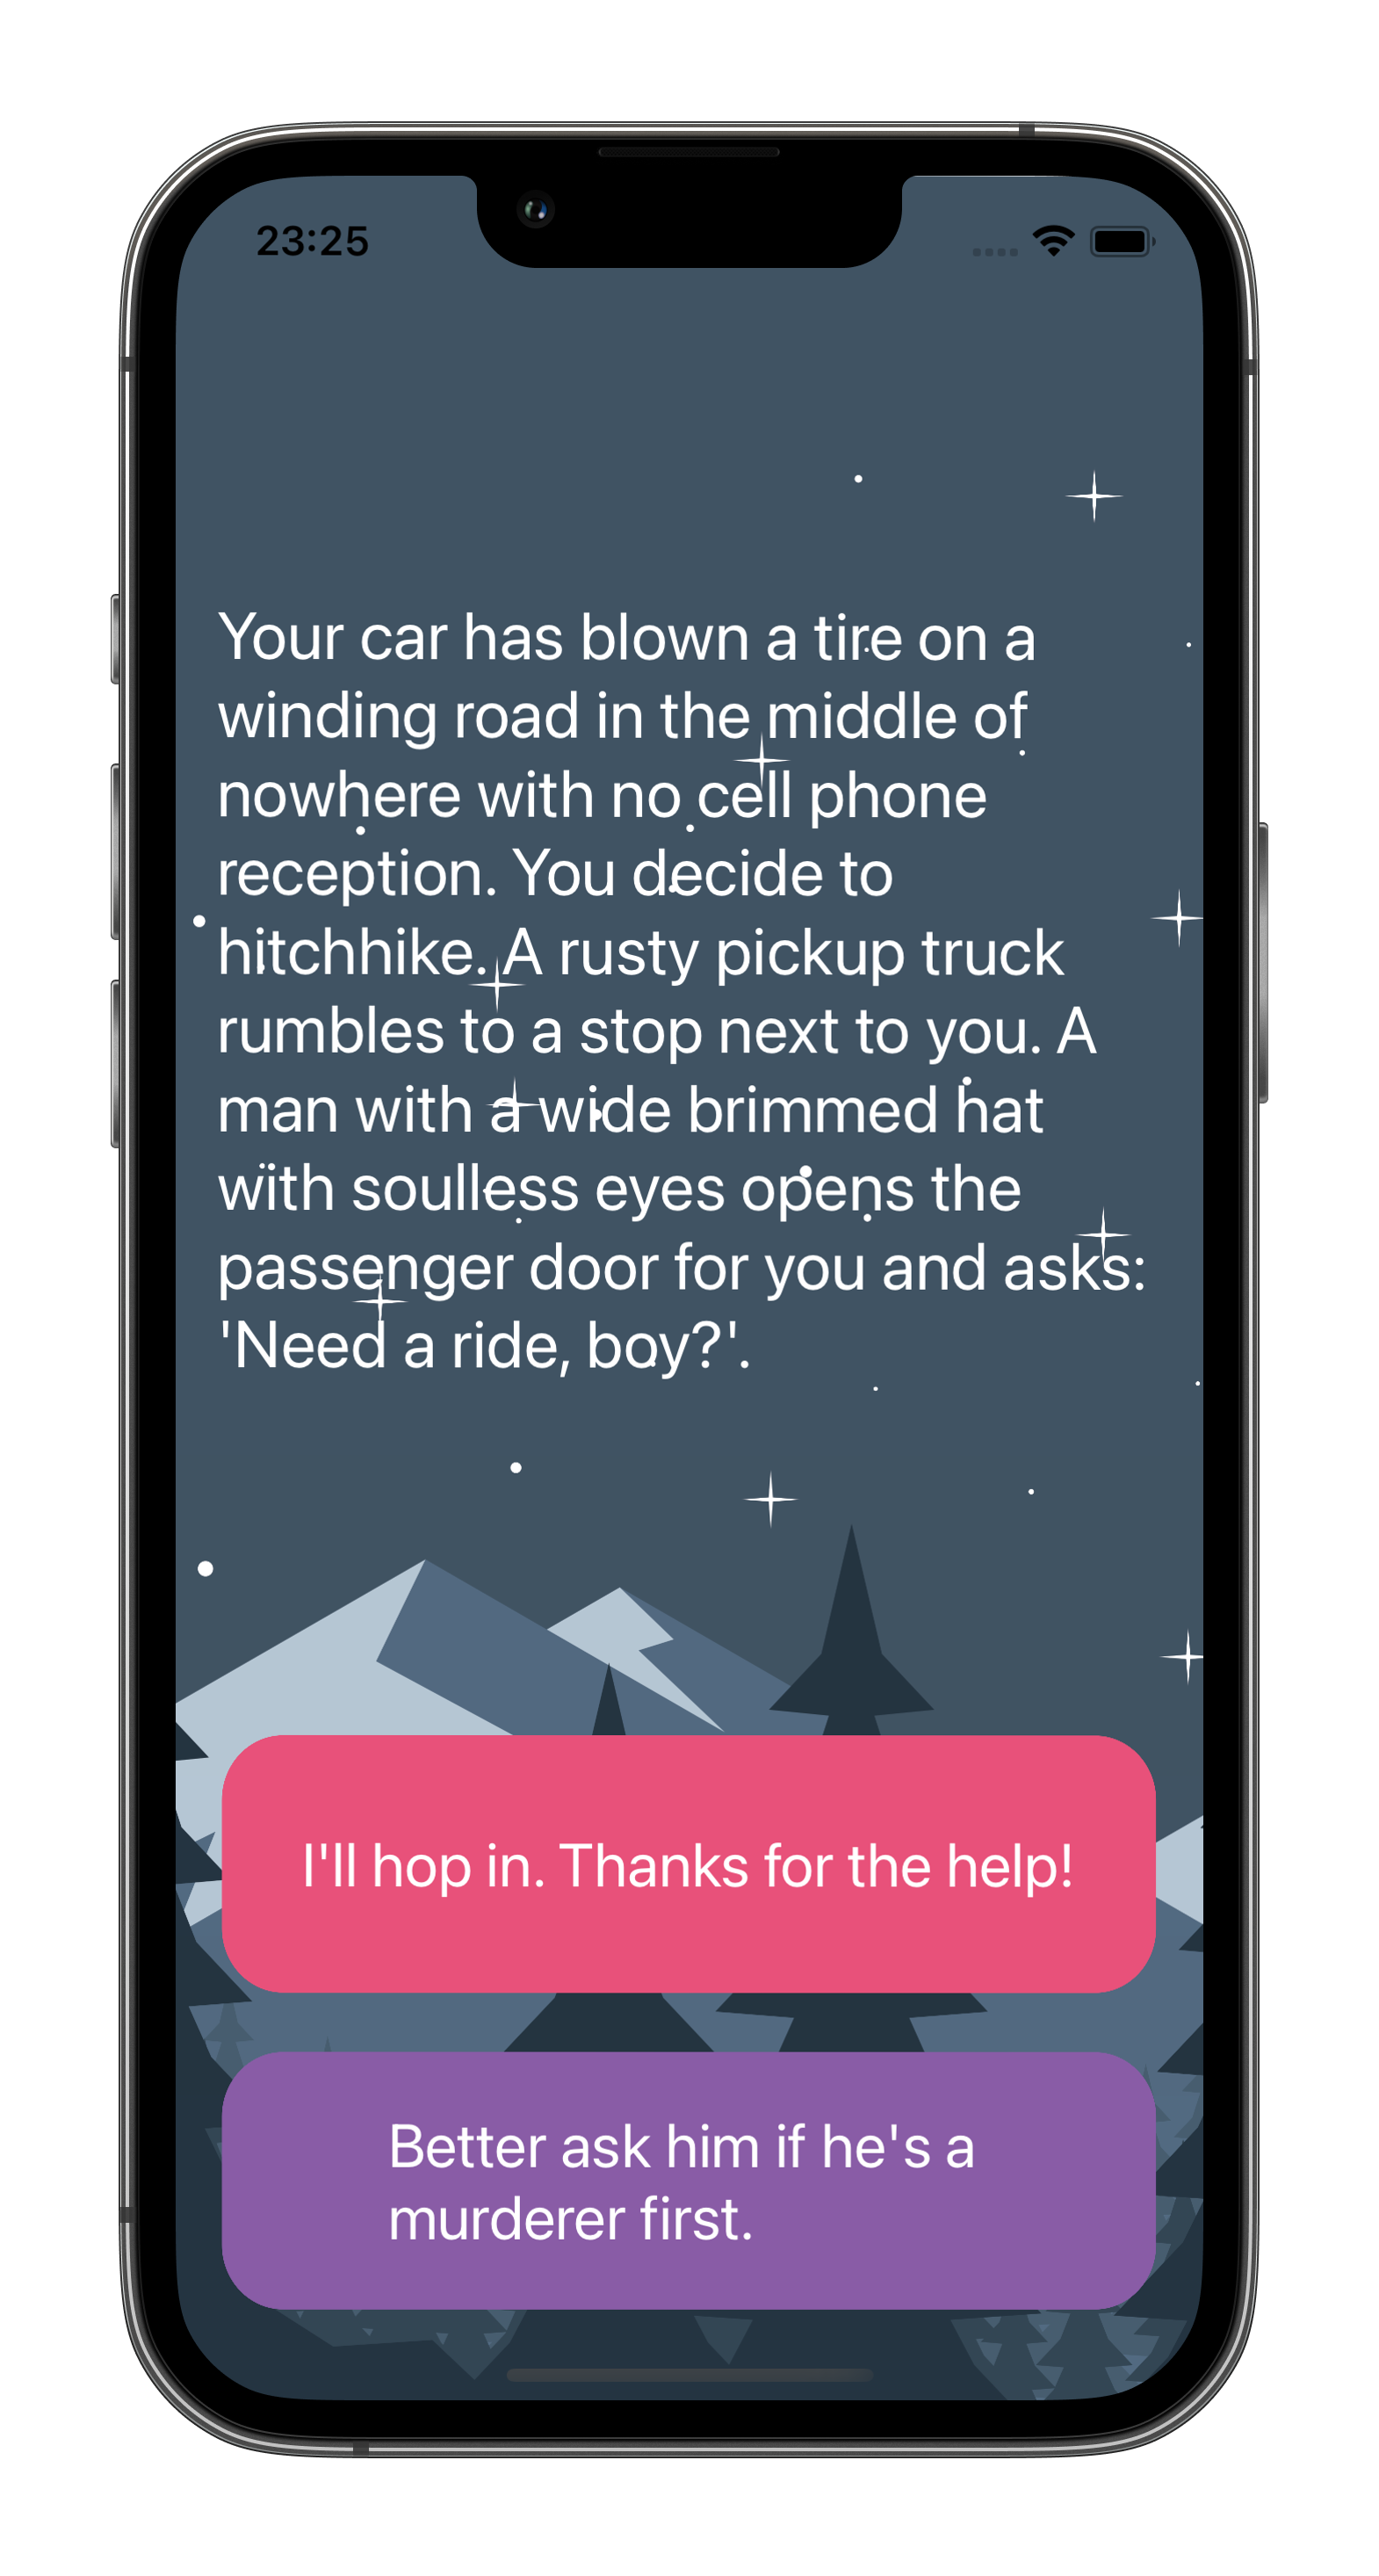 23:25
Your car has blown a tire on a
winding road in the middle of
nowhere with no cell phone
reception. You decide to
hitchhike. A rusty pickup truck
rumbles to a stop next to you. A
man with a wide brimmed hat
with soulless eyes opens the
passenger door for you and asks:
'Need a ride, boy?'.
I'll hop in. Thanks for the help!
Better ask him if he's a
murderer first.